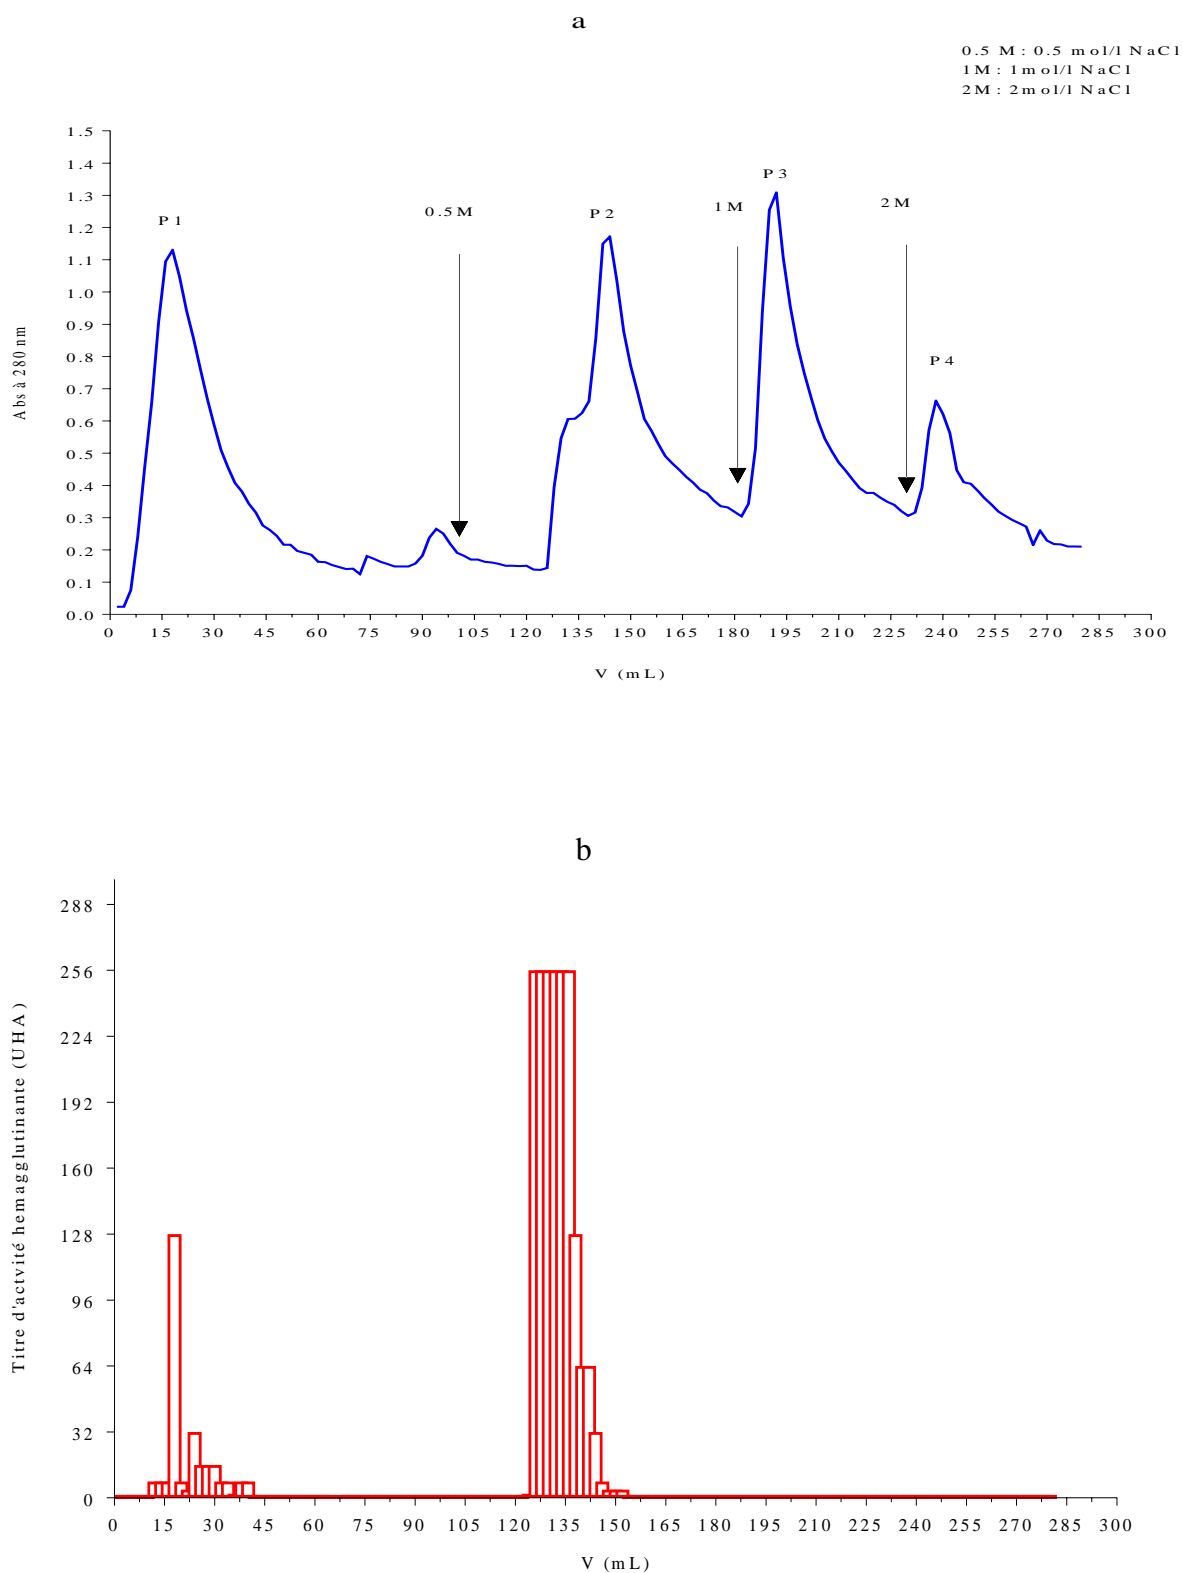 a
0.5 M : 0.5 mol/l NaCl
1M : 1mol/l NaCl
2M : 2mol/l NaCl
1.5
1.4
1.3
1.2
1.1
1.0
0.9
0.8
0.7
0.6
0.5
0.4
0.3
0.2
0.1
0.0
Abs à 280 nm
P 1
0.5M
P 2
1M
P 3
2M
P 4
0 15 30 45 60 75 90 105 120 135 150 165 180 195 210 225 240 255 270 285 300
V (mL)
b
288
256
224
192
160
128
96
64
32
0
Titre d'actvité hemagglutinante (UHA)
0 15 30 45 60 75 90 105 120 135 150 165 180 195 210 225 240 255 270 285 300
V (mL)